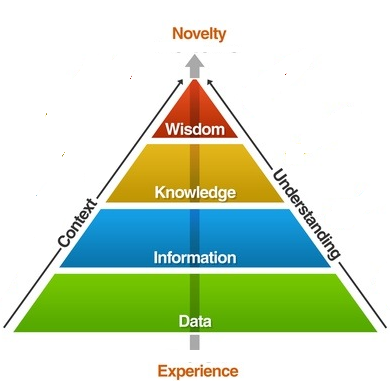 Novelty
Wisdom
Knowledge
Context
Understanding
Information
Data
Experience